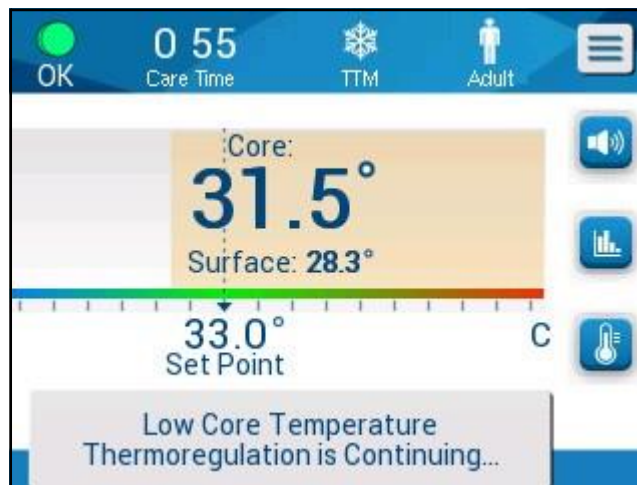 OK
0 55
Care Time
TTM
Adult
Core:
31.5°
Surface: 28.3°
33.0°
Set Point
C
Low Core Temperature
Thermoregulation is Continuing...